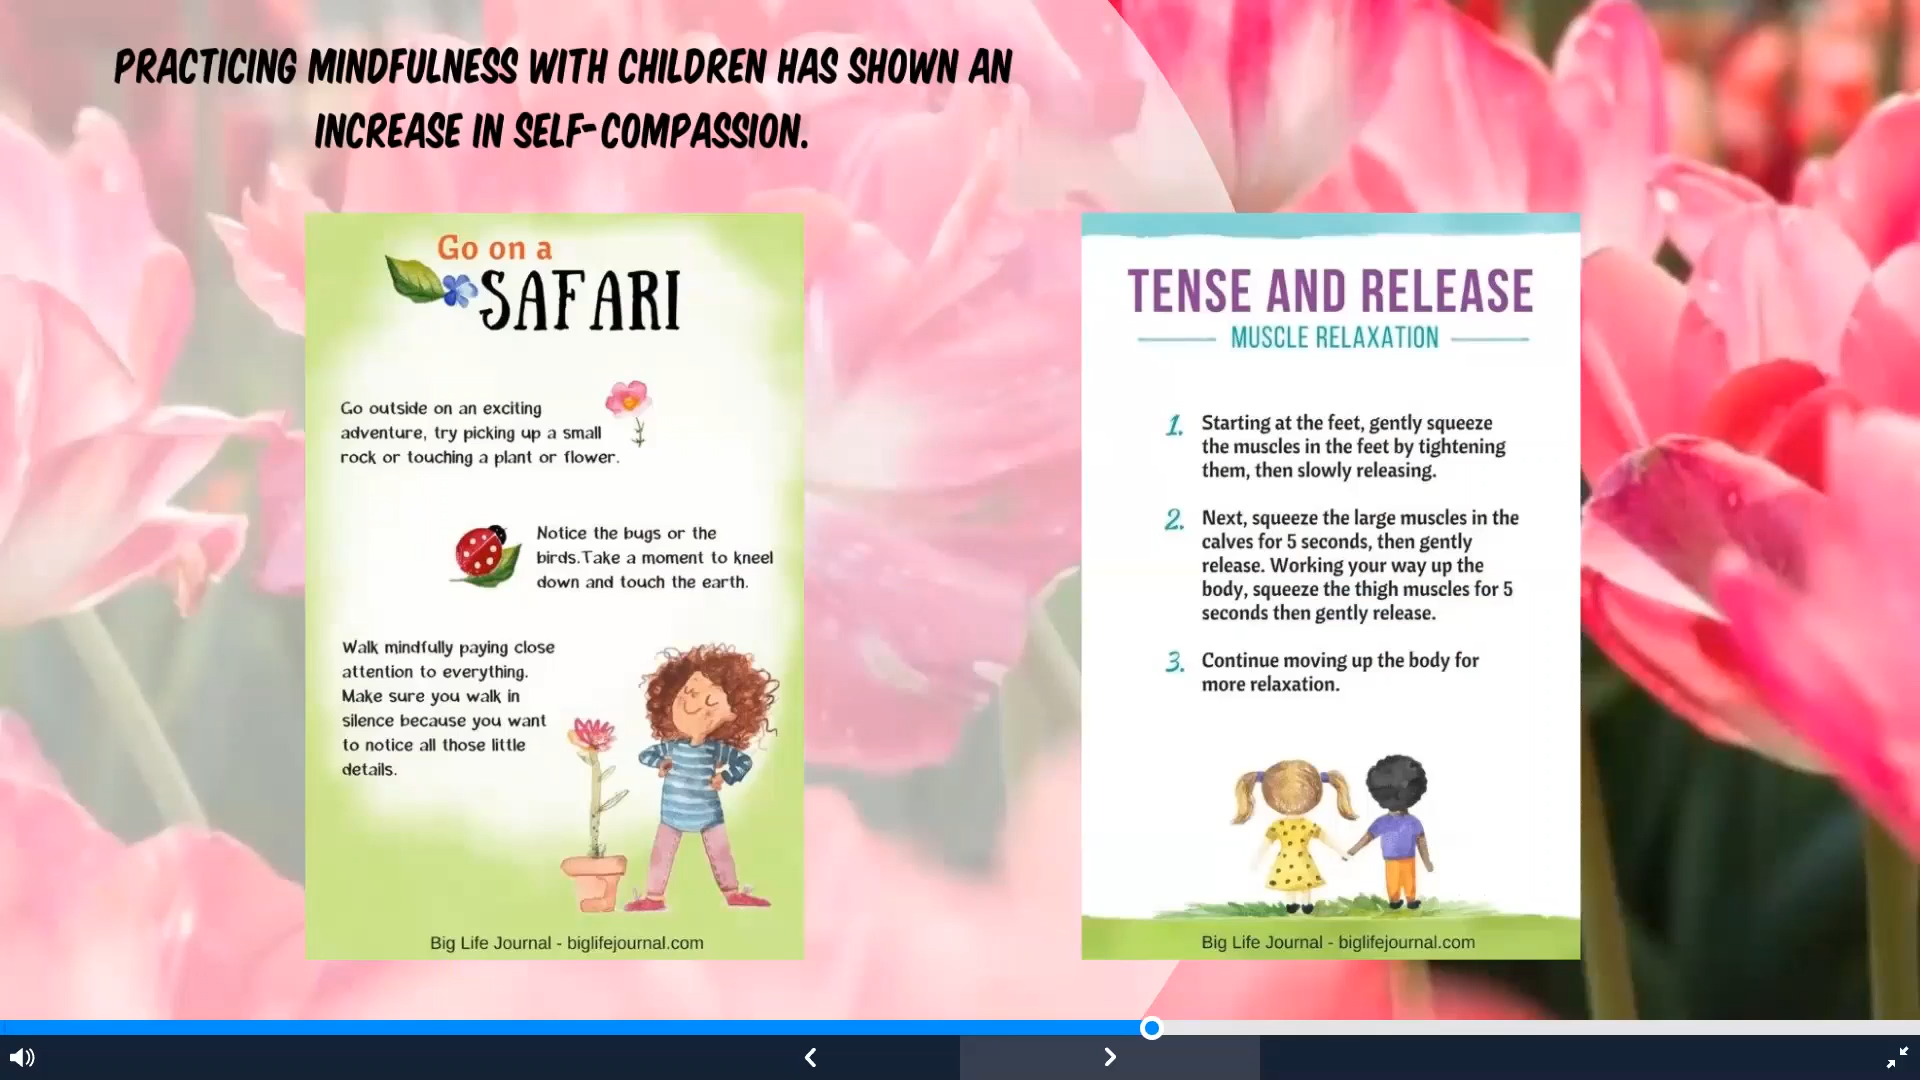 PRACTICING MINDFULNESS WITH CHILDREN HAS SHOWN AN
INCREASE IN SELF-COMPASSION.
Go on a
SAFARI
Go outside on an exciting
adventure, try picking up a small
rock or touching a plant or flower.
Notice the bugs or the
birds.Take a moment to kneel
down and touch the earth.
Walk mindfully paying close
attention to everything.
Make sure you walk in
silence because you want
to notice all those little
details.
Big Life Journal - biglifejournal.com
TENSE AND RELEASE
MUSCLE RELAXATION
1. Starting at the feet, gently squeeze
the muscles in the feet by tightening
them, then slowly releasing.
2. Next, squeeze the large muscles in the
calves for 5 seconds, then gently
release. Working your way up the
body, squeeze the thigh muscles for 5
seconds then gently release.
3. Continue moving up the body for
more relaxation.
Big Life Journal - biglifejournal.com